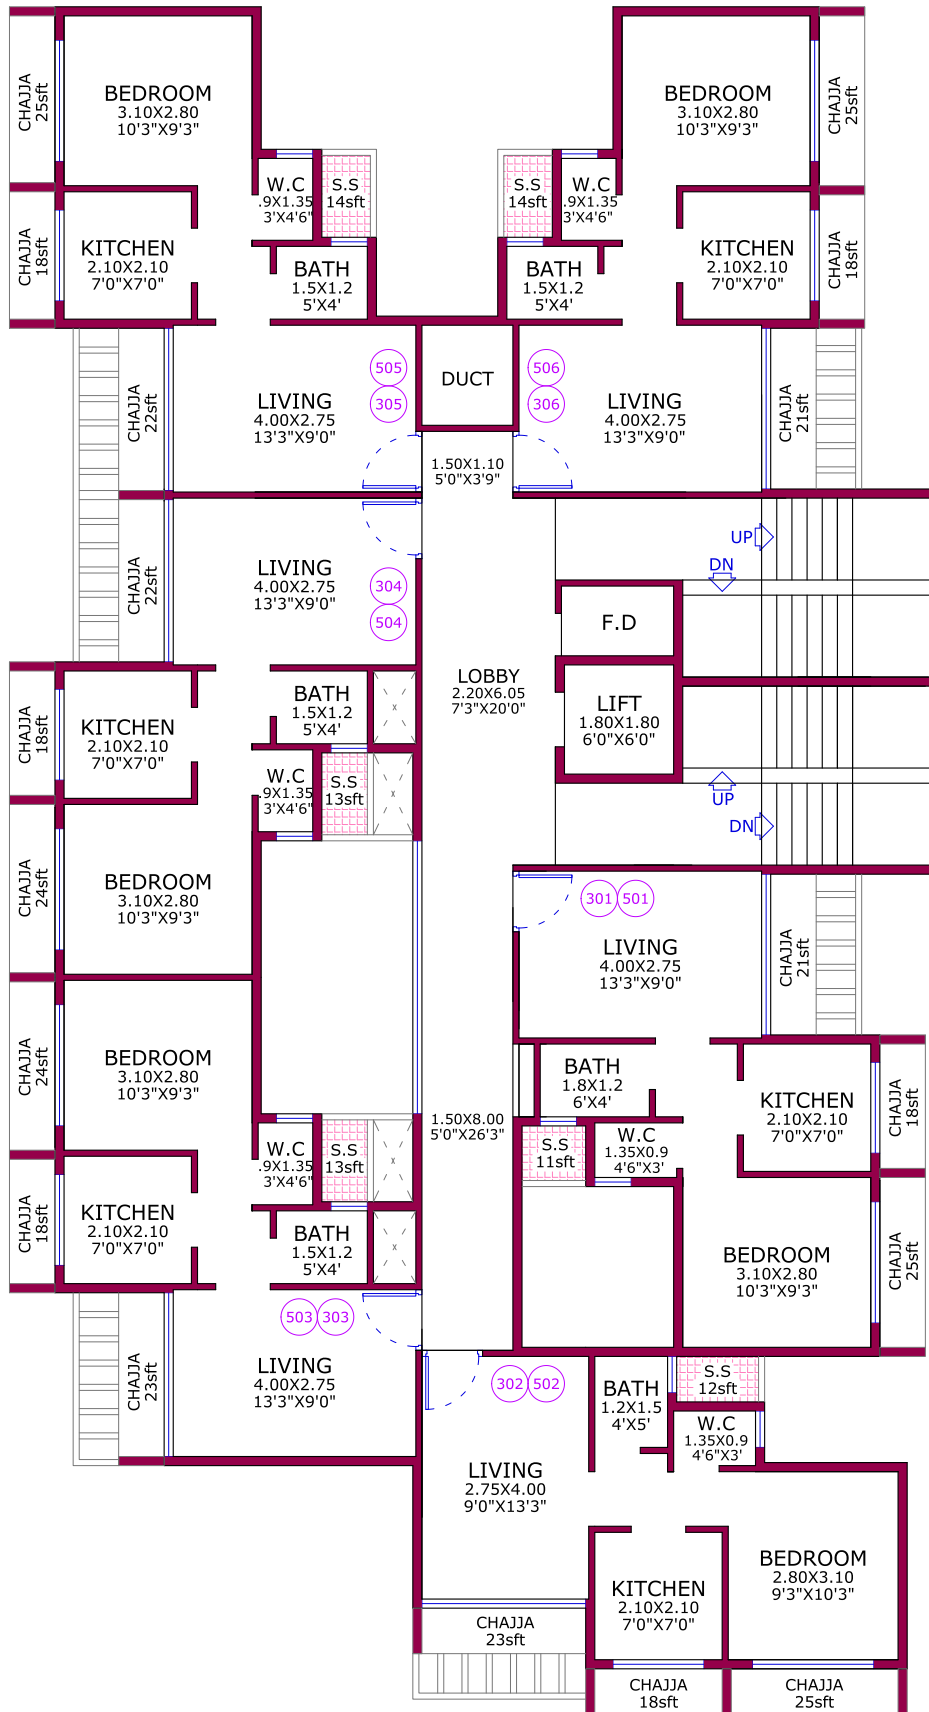 CHAJJA
25sft
BEDROOM
3.10X2.80
10'3"X9'3"
BEDROOM
3.10X2.80
10'3"X9'3"
CHAJJA
25sft
W.C
.9X1.35
3'X4'6"
S.S
14sft
S.S
14sft
W.C
.9X1.35
3'X4'6"
CHAJJA
18sft
KITCHEN
2.10X2.10
7'0"X7'0"
BATH
1.5X1.2
5'X4'
BATH
1.5X1.2
5'X4'
KITCHEN
2.10X2.10
7'0"X7'0"
CHAJJA
18sft
CHAJJA
22sft
LIVING
4.00X2.75
13'3"X9'0"
505
305
DUCT
506
306
LIVING
4.00X2.75
13'3"X9'0"
CHAJJA
21sft
1.50X1.10
5'0"X3'9"
CHAJJA
22sft
LIVING
4.00X2.75
13'3"X9'0"
304
504
UP
DN
F.D
LOBBY
2.20X6.05
7'3"X20'0"
LIFT
1.80X1.80
6'0"X6'0"
UP
DN
CHAJJA
18sft
KITCHEN
2.10X2.10
7'0"X7'0"
BATH
1.5X1.2
5'X4'
W.C
.9X1.35
3'X4'6"
S.S
13sft
CHAJJA
24sft
BEDROOM
3.10X2.80
10'3"X9'3"
301
501
LIVING
4.00X2.75
13'3"X9'0"
CHAJJA
21sft
CHAJJA
24sft
BEDROOM
3.10X2.80
10'3"X9'3"
BATH
1.8X1.2
6'X4'
KITCHEN
2.10X2.10
7'0"X7'0"
CHAJJA
18sft
1.50X8.00
5'0"X26'3"
W.C
.9X1.35
3'X4'6"
S.S
13sft
S.S
11sft
W.C
1.35X0.9
4'6"X3'
CHAJJA
18sft
KITCHEN
2.10X2.10
7'0"X7'0"
BATH
1.5X1.2
5'X4'
BEDROOM
3.10X2.80
10'3"X9'3"
CHAJJA
25sft
503
303
CHAJJA
23sft
LIVING
4.00X2.75
13'3"X9'0"
302
502
BATH
1.2X1.5
4'X5'
S.S
12sft
W.C
1.35X0.9
4'6"X3'
LIVING
2.75X4.00
9'0"X13'3"
BEDROOM
2.80X3.10
9'3"X10'3"
KITCHEN
2.10X2.10
7'0"X7'0"
CHAJJA
23sft
CHAJJA
18sft
CHAJJA
25sft